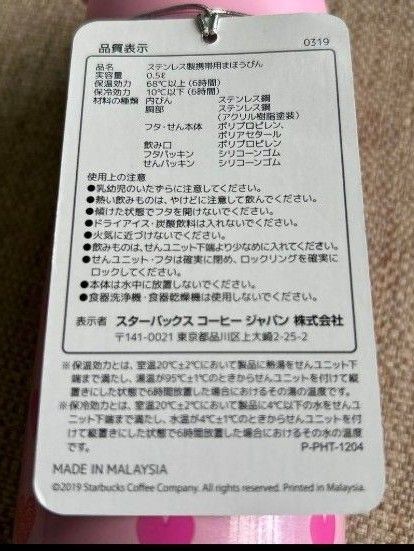 品質表示 0319
品名 ステンレス製携帯用まほうびん
実容量 0.5ℓ
保温効力 68℃以上 (6時間)
保冷効力 10℃以下 (6時間)
材料の種類 内びん ステンレス鋼
胴部 ステンレス鋼
(アクリル樹脂塗装)
フタ・せん本体 ポリプロピレン、
ポリアセタール
飲み口 ポリプロピレン
フタパッキン シリコーンゴム
せんパッキン シリコーンゴム
使用上の注意
●乳幼児のいたずらに注意してください。
●熱い飲みものは、やけどに注意して飲んでください。
●傾けた状態でフタを開けないでください。
●ドライアイス・炭酸飲料は入れないでください。
●火気に近づけないでください。
●飲みものは、せんユニット下端より少なめに入れてください。
●せんユニット・フタは確実に閉め、ロックリングを確実に
ロックしてください。
●本体は水中に放置しないでください。
●食器洗浄機・食器乾燥機は使用しないでください。
表示者 スターバックス コーヒー ジャパン 株式会社
〒141-0021 東京都品川区上大崎2-25-2
※保温効力とは、室温20℃±2℃において製品に熱湯をせんユニット下
端まで満たし、湯温が95℃±1℃のときからせんユニットを付けて縦
置きにした状態で6時間放置した場合におけるその湯の温度です。
※保冷効力とは、室温20℃±2℃において製品に4℃以下の水をせんユ
ニット下端まで満たし、水温が4℃±1℃のときからせんユニットを付
けて縦置きにした状態で6時間放置した場合におけるその水の温度
です。
P-PHT-1204
MADE IN MALAYSIA
©2019 Starbucks Coffee Company. All rights reserved. Printed in Malaysia.